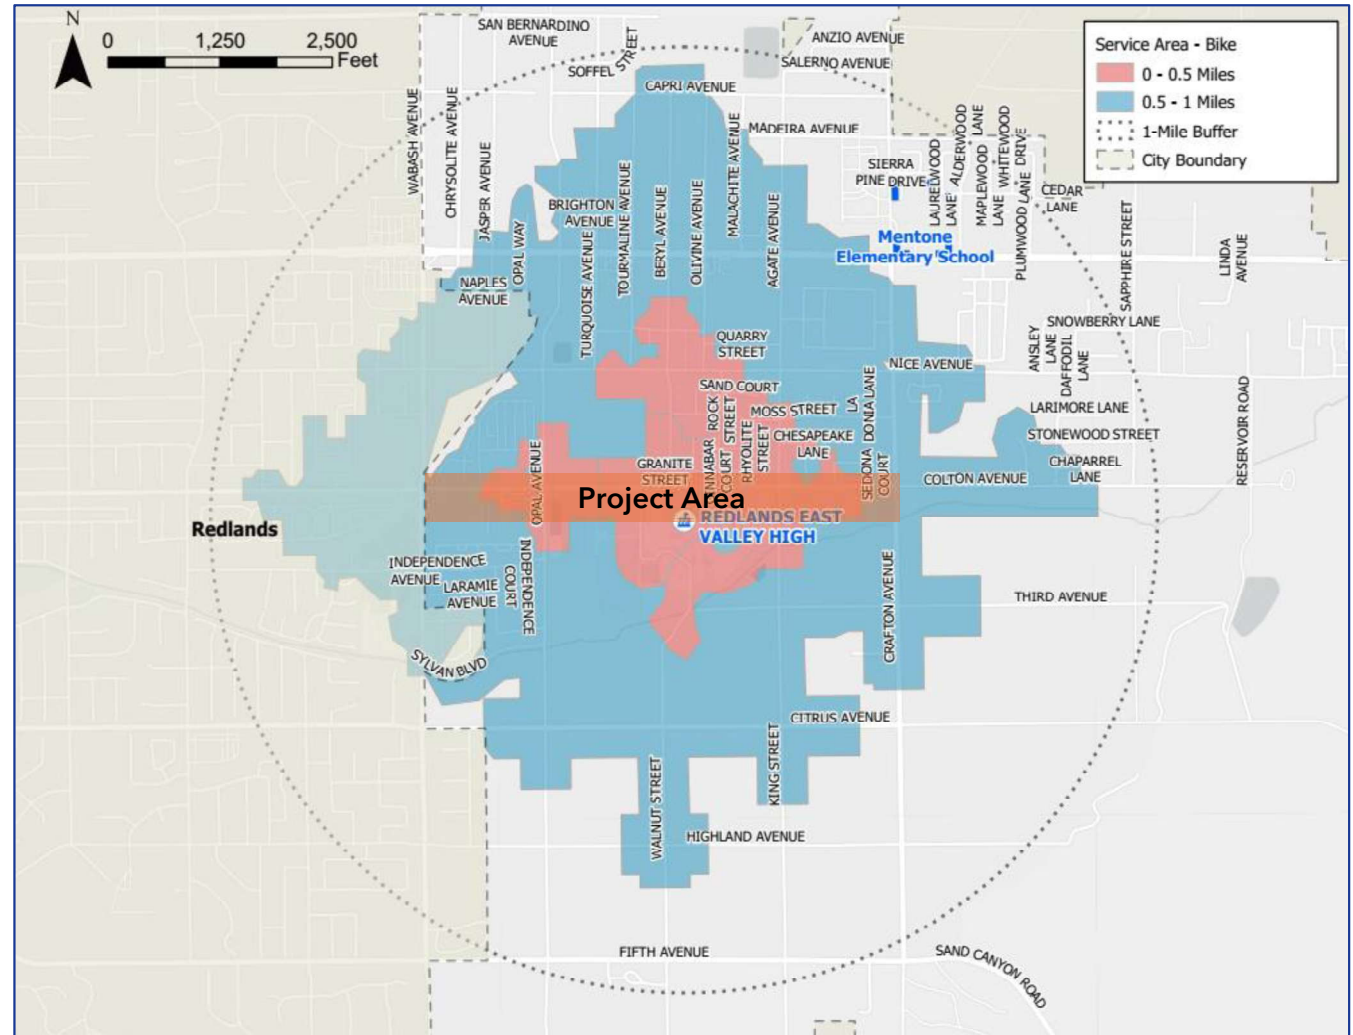 N
0 1,250 2,500
Feet
Service Area - Bike
0 - 0.5 Miles
0.5 - 1 Miles
1-Mile Buffer
City Boundary
SAN BERNARDINO
AVENUE
SOFFEL STREET
ANZIO AVENUE
SALERNO AVENUE
CAPRI AVENUE
MADEIRA AVENUE
WABASH AVENUE
CHRYSOLITE AVENUE
JASPER AVENUE
OPAL WAY
BRIGHTON
AVENUE
TURQUOISE AVENUE
TOURMALINE AVENUE
BERYL AVENUE
OLIVINE AVENUE
MALACHITE AVENUE
AGATE AVENUE
SIERRA
PINE DRIVE
LAURELWOOD
LANE
ALDERWOOD
LANE
MAPLEWOOD
LANE
WHITEWOOD
LANE
PLUMWOOD DRIVE
CEDAR
LANE
Mentone
Elementary School
SAPPHIRE STREET
LINDA
AVENUE
NAPLES
AVENUE
QUARRY
STREET
SNOWBERRY LANE
ANSLEY
LANE
DAFFODIL
LANE
NICE AVENUE
SAND COURT
ROCK
COURT
RHYOLITE
STREET
STREET
MOSS STREET
LA
DONIA LANE
CHESAPEAKE
LANE
SEDONA
COURT
LARIMORE LANE
STONEWOOD STREET
CHAPARREL
LANE
RESERVOIR ROAD
OPAL AVENUE
GRANITE
STREET
COLTON AVENUE
Project Area
REDLANDS EAST
VALLEY HIGH
Redlands
INDEPENDENCE
AVENUE
LARAMIE
AVENUE
INDEPENDENCE
COURT
CRAFTON AVENUE
THIRD AVENUE
SYLVAN BLVD
CITRUS AVENUE
WALNUT STREET
KING STREET
HIGHLAND AVENUE
FIFTH AVENUE
SAND CANYON ROAD